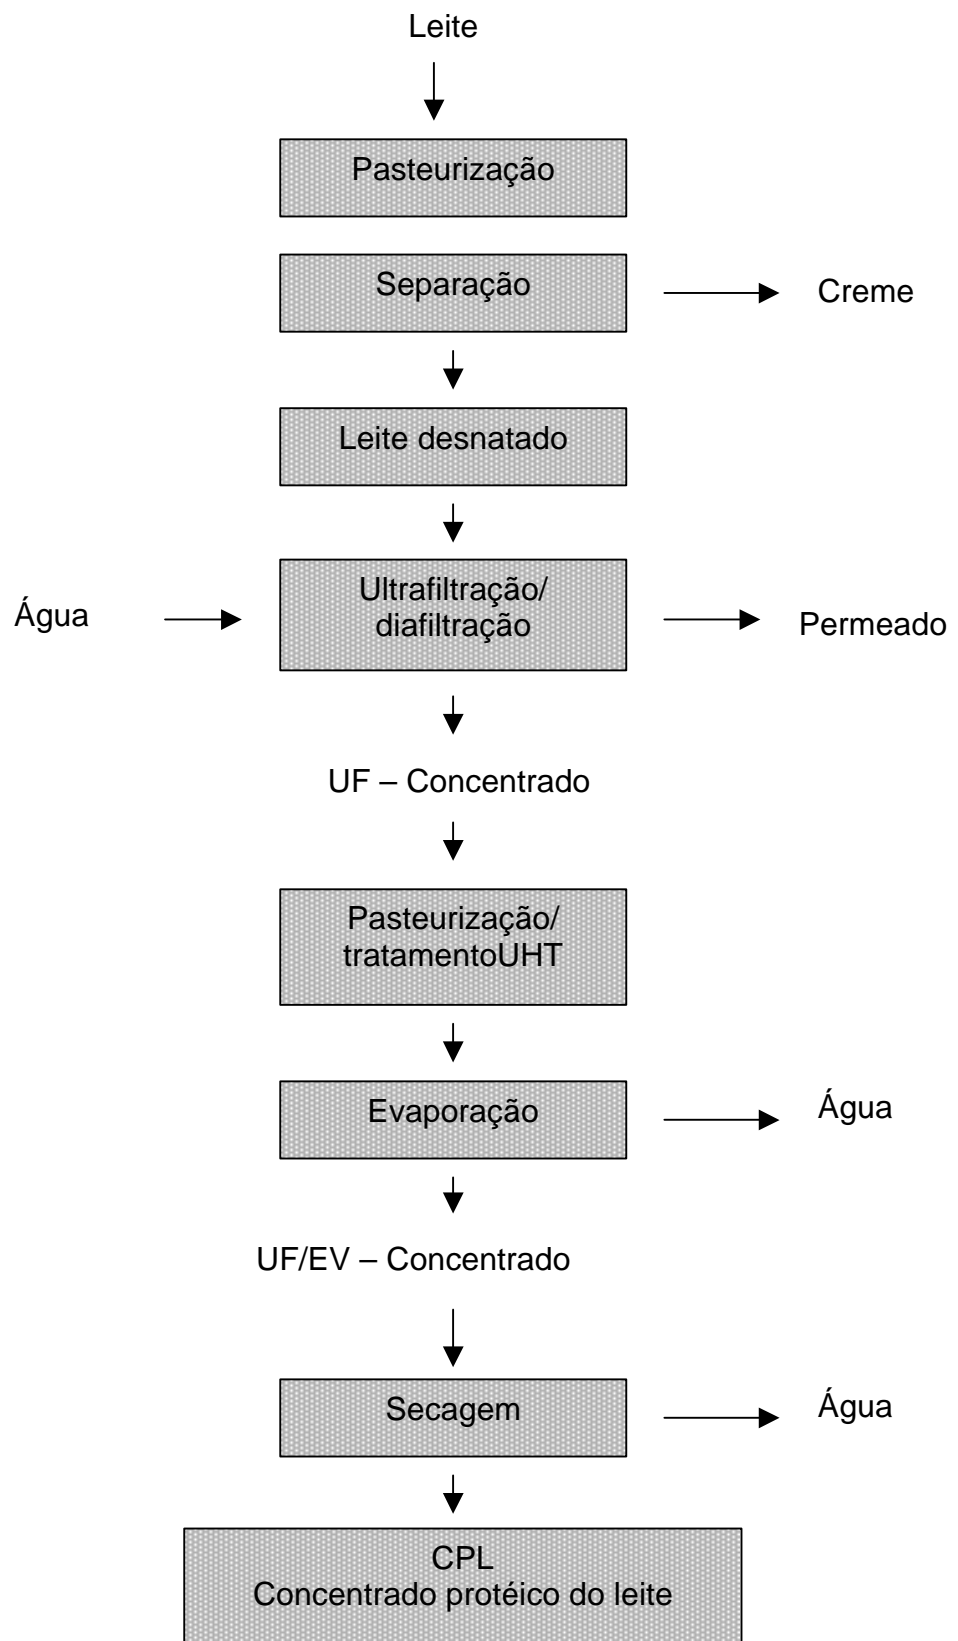 Leite
Pasteurização
Separação
Creme
Leite desnatado
Ultrafiltração/
diafiltração
Água
Permeado
UF – Concentrado
Pasteurização/
tratamentoUHT
Evaporação
Água
UF/EV – Concentrado
Secagem
Água
CPL
Concentrado protéico do leite